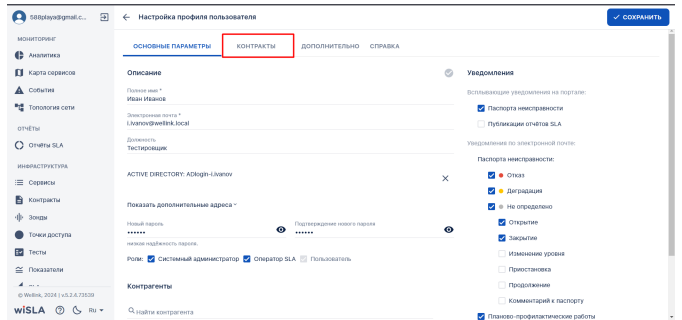 588playa@gmail.c...
Настройка профиля пользователя
СОХРАНИТЬ
МОНИТОРИНГ
Аналитика
Карта сервисов
События
Топология сети
ОТЧЁТЫ
Отчёты SLA
ИНФРАСТРУКТУРА
Сервисы
Контракты
Зонды
Точки доступа
Тесты
Показатели
© Wellink, 2024 | v.5.2.6.73539
wiSLA
RU
ОСНОВНЫЕ ПАРАМЕТРЫ
КОНТРАКТЫ
ДОПОЛНИТЕЛЬНО
СПРАВКА
Описание
Полное имя *
Иван Иванов
Электронная почта *
i.ivanov@wellink.local
Должность
Тестировщик
ACTIVE DIRECTORY: ADlogin-i.ivanov
Показать дополнительные адреса
Новый пароль
••••••
Подтверждение нового пароля
••••••
низкая надёжность пароля.
Роли: Системный администратор Оператор SLA Пользователь
Контрагенты
Найти контрагента
Уведомления
Всплывающие уведомления на портале:
Паспорта неисправности
Публикации отчётов SLA
Уведомления по электронной почте:
Паспорта неисправности:
Отказ
Деградация
Не определено
Открытие
Закрытие
Изменение уровня
Приостановка
Продолжение
Комментарий к паспорту
Планово-профилактические работы